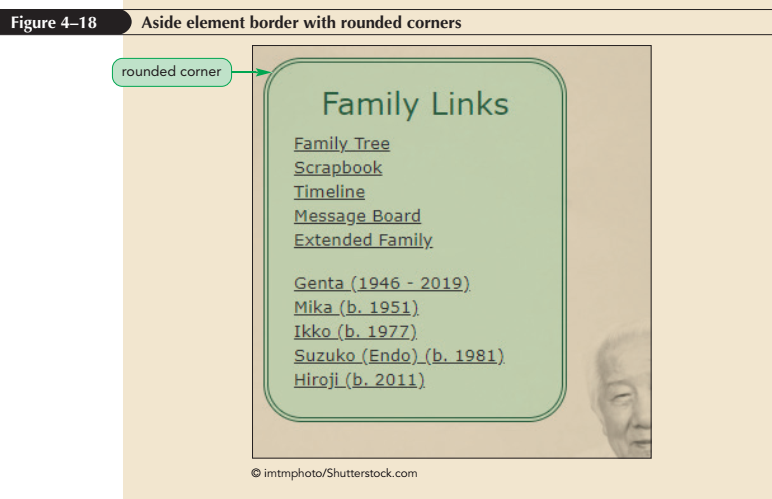 Figure 4–18
Aside element border with rounded corners
rounded corner
Family Links
Family Tree
Scrapbook
Timeline
Message Board
Extended Family
Genta (1946 - 2019)
Mika (b. 1951)
Ikko (b. 1977)
Suzuko (Endo) (b. 1981)
Hiroji (b. 2011)
© imtmphoto/Shutterstock.com